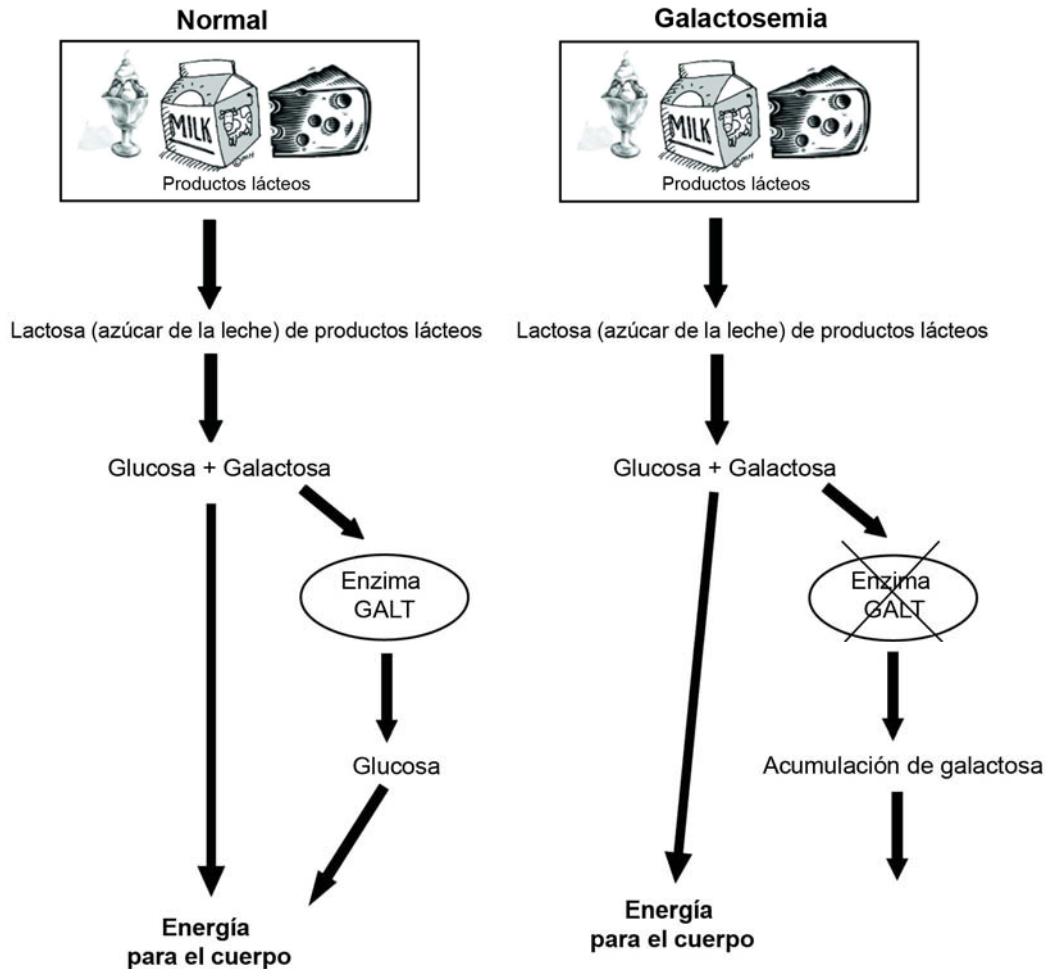 Normal
MILK
Productos lácteos
Lactosa (azúcar de la leche) de productos lácteos
Glucosa + Galactosa
Enzima
GALT
Glucosa
Energía
para el cuerpo
Galactosemia
MILK
Productos lácteos
Lactosa (azúcar de la leche) de productos lácteos
Glucosa + Galactosa
Enzima
GALT
Acumulación de galactosa
Energía
para el cuerpo